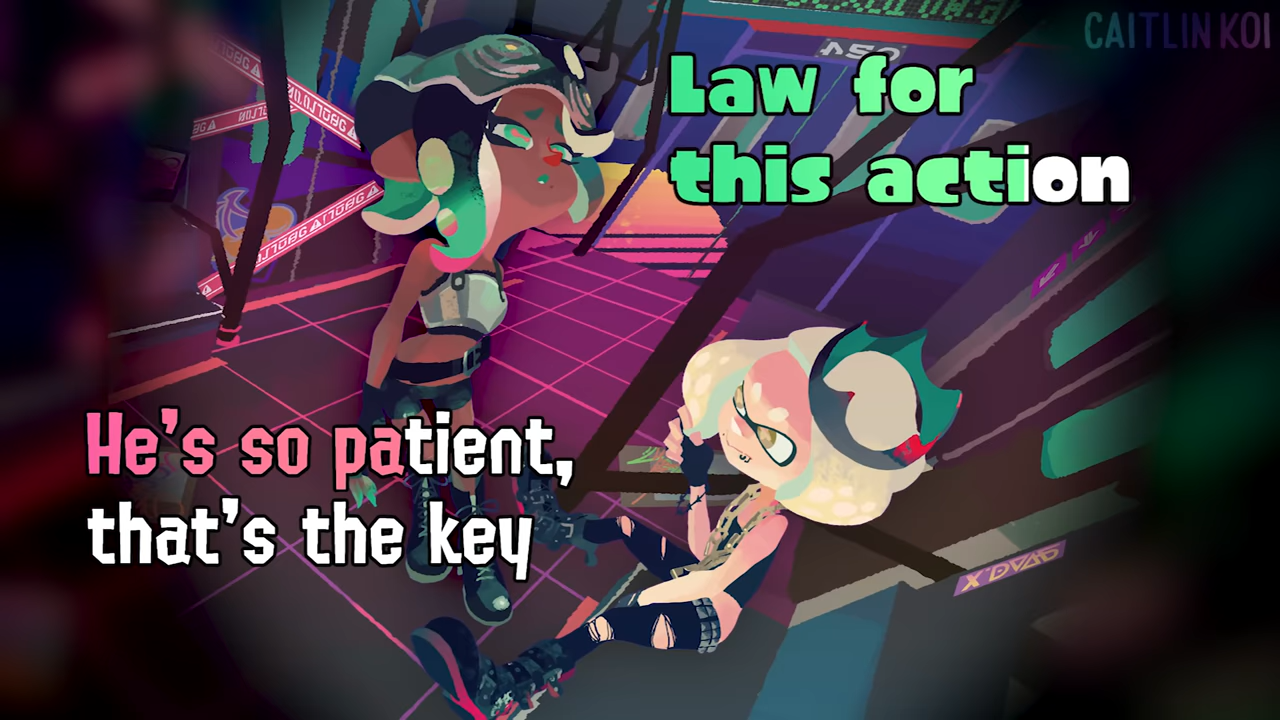 CAITLIN KOI
Law for
this action
He's so patient,
that's the key